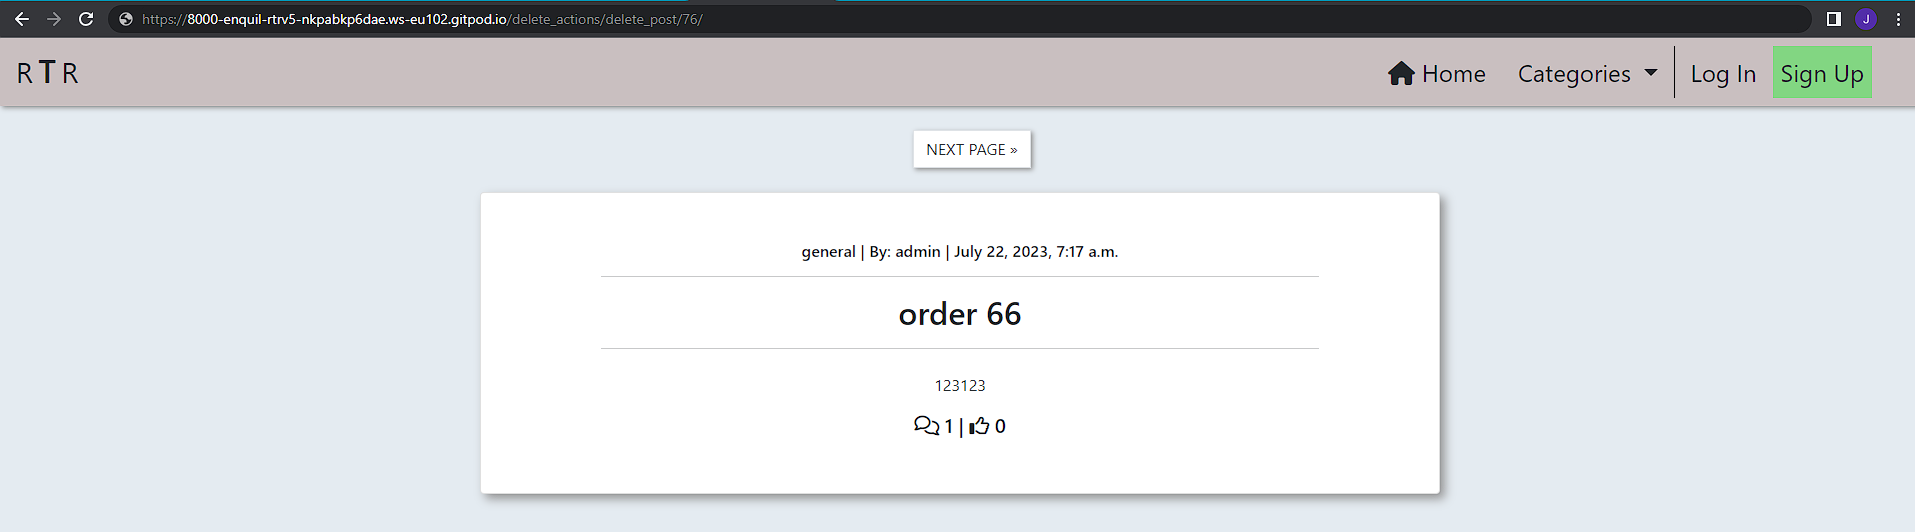 https://8000-enquil-rtrv5-nkpabkp6dae.ws-eu102.gitpod.io/delete_actions/delete_post/76/
J
R T R
Home Categories Log In Sign Up
NEXT PAGE »
general | By: admin | July 22, 2023, 7:17 a.m.
order 66
123123
1 | 0